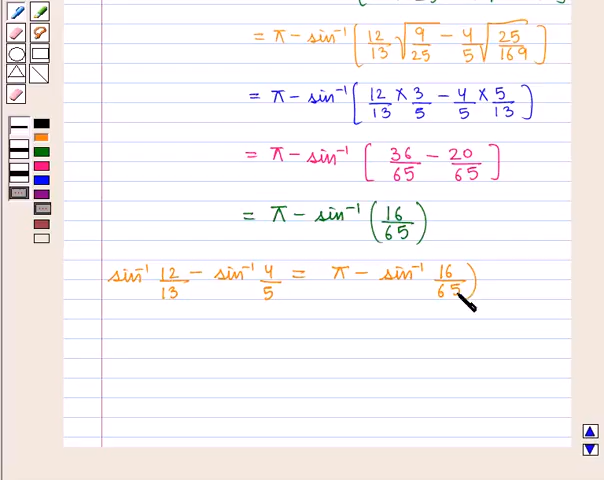 = π − sin⁻¹ [ 12/13 √(9/25) − 4/5 √(25/169) ]
= π − sin⁻¹ [ 12/13 × 3/5 − 4/5 × 5/13 ]
= π − sin⁻¹ [ 36/65 − 20/65 ]
= π − sin⁻¹ ( 16/65 )
sin⁻¹ 12/13 − sin⁻¹ 4/5 = π − sin⁻¹ 16/65 )